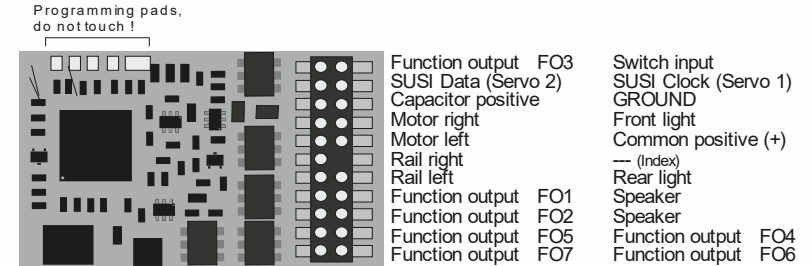 Programming pads,
do not touch !
Function output FO3 Switch input
SUSI Data (Servo 2) SUSI Clock (Servo 1)
Capacitor positive GROUND
Motor right Front light
Motor left Common positive (+)
Rail right --- (Index)
Rail left Rear light
Function output FO1 Speaker
Function output FO2 Speaker
Function output FO5 Function output FO4
Function output FO7 Function output FO6